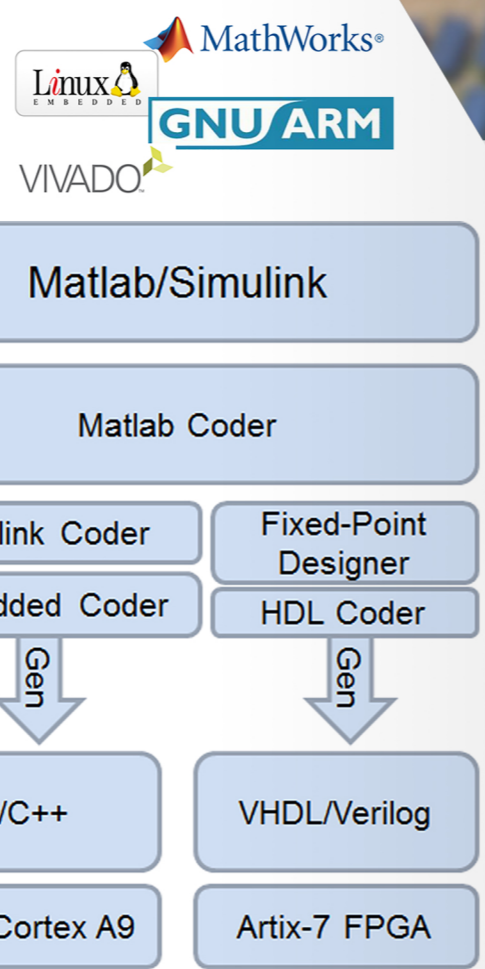 MathWorks®
Linux
EMBEDDED
GNU/ARM
VIVADO
Matlab/Simulink
Matlab Coder
link Coder
Fixed-Point
Designer
dded Coder
HDL Coder
Gen
Gen
/C++
VHDL/Verilog
Cortex A9
Artix-7 FPGA